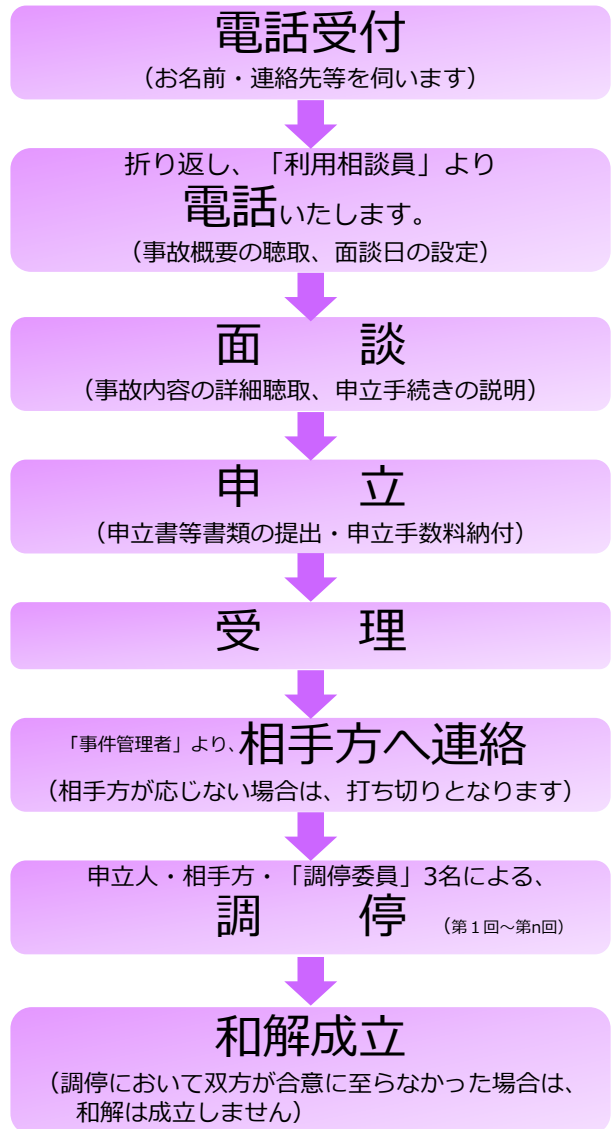 電話受付
（お名前・連絡先等を伺います）
折り返し、「利用相談員」より
電話いたします。
（事故概要の聴取、面談日の設定）
面　　談
（事故内容の詳細聴取、申立手続きの説明）
申　　立
（申立書等書類の提出・申立手数料納付）
受　　理
「事件管理者」より、相手方へ連絡
（相手方が応じない場合は、打ち切りとなります）
申立人・相手方・「調停委員」3名による、
調　　停　（第１回～第n回）
和解成立
（調停において双方が合意に至らなかった場合は、
和解は成立しません）